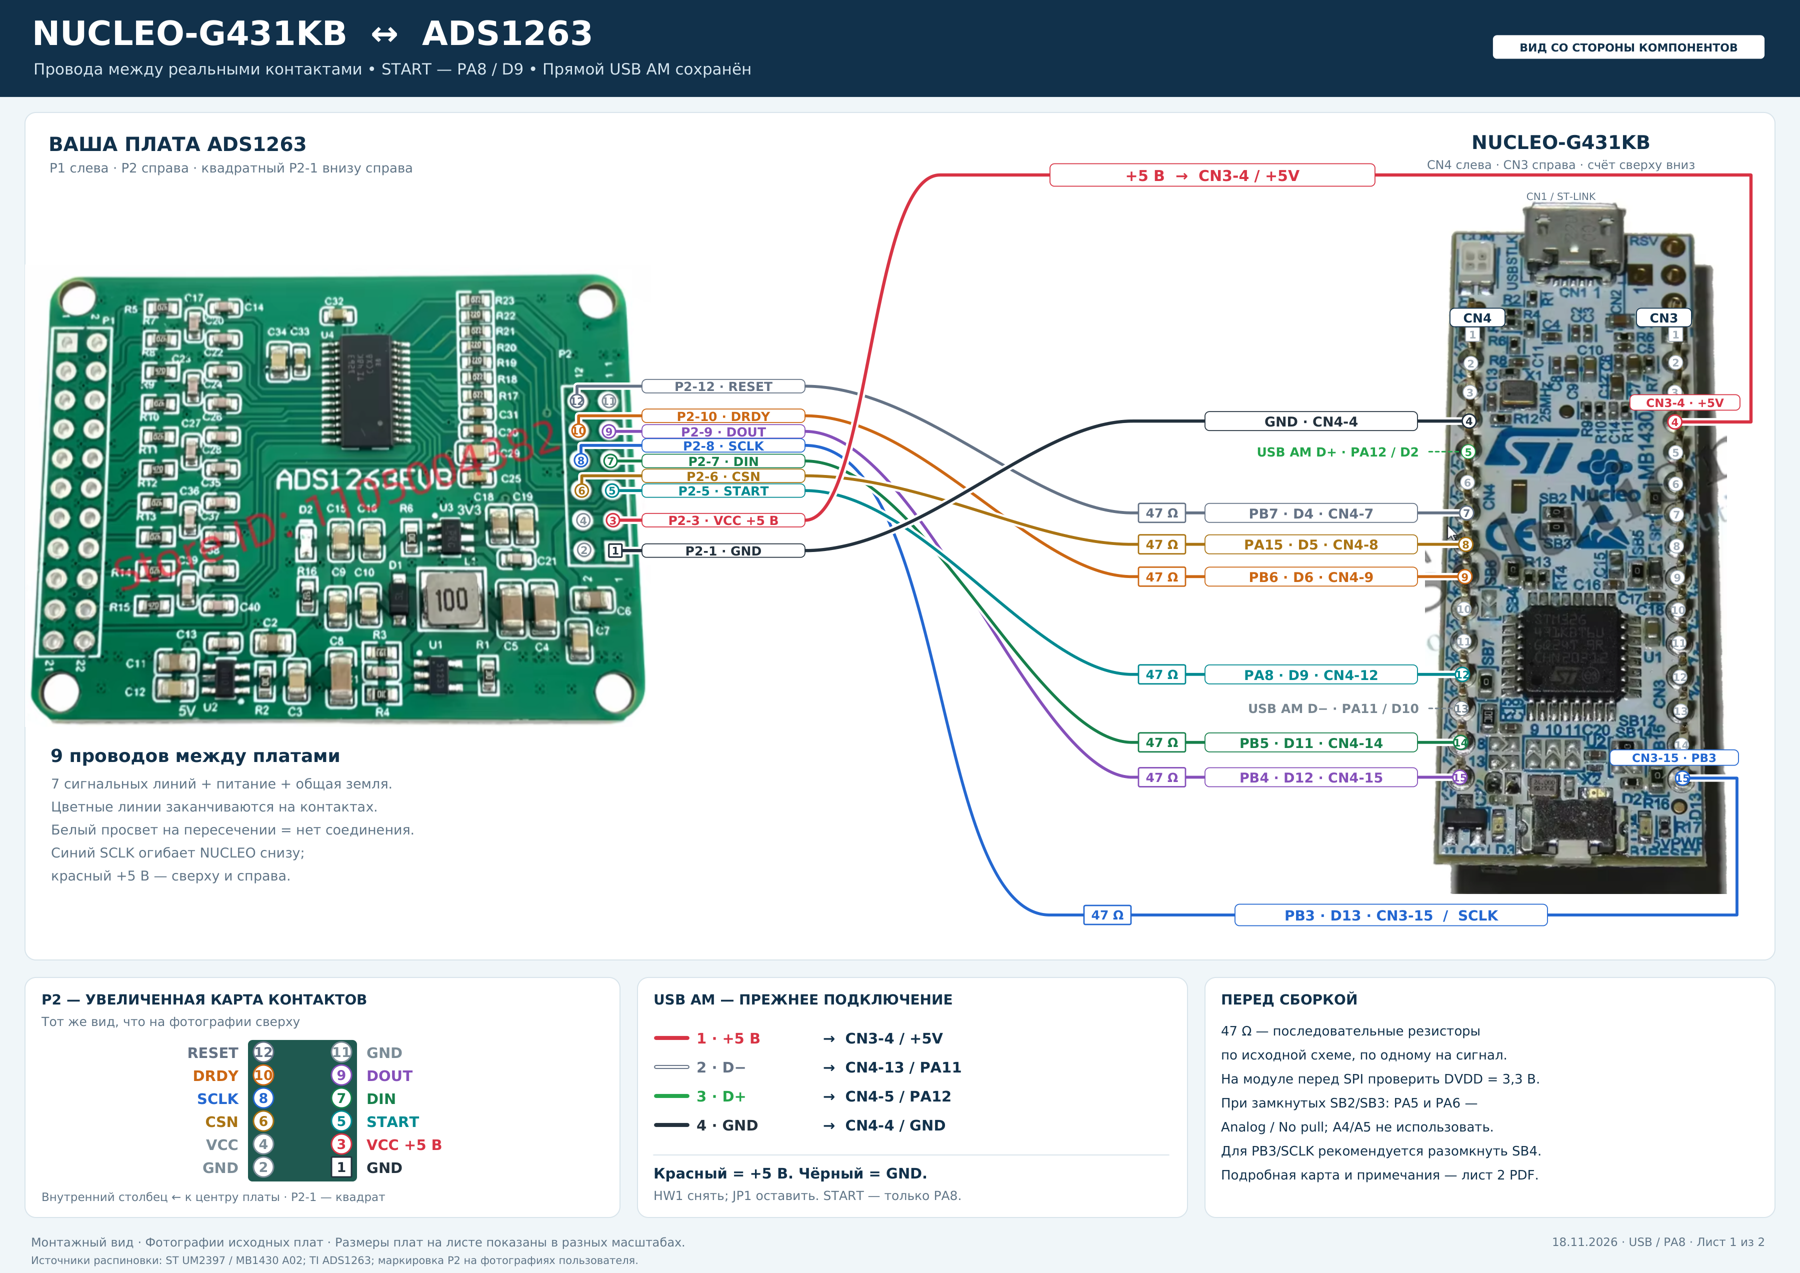 NUCLEO-G431KB ↔ ADS1263
Провода между реальными контактами • START — PA8 / D9 • Прямой USB AM сохранён
ВИД СО СТОРОНЫ КОМПОНЕНТОВ
ВАША ПЛАТА ADS1263
P1 слева · P2 справа · квадратный P2-1 внизу справа
NUCLEO-G431KB
CN4 слева · CN3 справа · счёт сверху вниз
CN1 / ST-LINK
+5 В → CN3-4 / +5V
CN4
CN3
CN3-4 · +5V
P2-12 · RESET
P2-10 · DRDY
P2-9 · DOUT
P2-8 · SCLK
P2-7 · DIN
P2-6 · CSN
P2-5 · START
P2-3 · VCC +5 В
P2-1 · GND
GND · CN4-4
USB AM D+ · PA12 / D2
47 Ω PB7 · D4 · CN4-7
47 Ω PA15 · D5 · CN4-8
47 Ω PB6 · D6 · CN4-9
47 Ω PA8 · D9 · CN4-12
USB AM D− · PA11 / D10
47 Ω PB5 · D11 · CN4-14
47 Ω PB4 · D12 · CN4-15
CN3-15 · PB3
47 Ω PB3 · D13 · CN3-15 / SCLK
Store ID: 1105004382
9 проводов между платами
7 сигнальных линий + питание + общая земля.
Цветные линии заканчиваются на контактах.
Белый просвет на пересечении = нет соединения.
Синий SCLK огибает NUCLEO снизу;
красный +5 В — сверху и справа.
P2 — УВЕЛИЧЕННАЯ КАРТА КОНТАКТОВ
Тот же вид, что на фотографии сверху
RESET 12 11 GND
DRDY 10 9 DOUT
SCLK 8 7 DIN
CSN 6 5 START
VCC 4 3 VCC +5 В
GND 2 1 GND
Внутренний столбец ← к центру платы · P2-1 — квадрат
USB AM — ПРЕЖНЕЕ ПОДКЛЮЧЕНИЕ
1 · +5 В → CN3-4 / +5V
2 · D− → CN4-13 / PA11
3 · D+ → CN4-5 / PA12
4 · GND → CN4-4 / GND
Красный = +5 В. Чёрный = GND.
HW1 снять; JP1 оставить. START — только PA8.
ПЕРЕД СБОРКОЙ
47 Ω — последовательные резисторы
по исходной схеме, по одному на сигнал.
На модуле перед SPI проверить DVDD = 3,3 В.
При замкнутых SB2/SB3: PA5 и PA6 —
Analog / No pull; A4/A5 не использовать.
Для PB3/SCLK рекомендуется разомкнуть SB4.
Подробная карта и примечания — лист 2 PDF.
Монтажный вид · Фотографии исходных плат · Размеры плат на листе показаны в разных масштабах.
Источники распиновки: ST UM2397 / MB1430 A02; TI ADS1263; маркировка P2 на фотографиях пользователя.
18.11.2026 · USB / PA8 · Лист 1 из 2